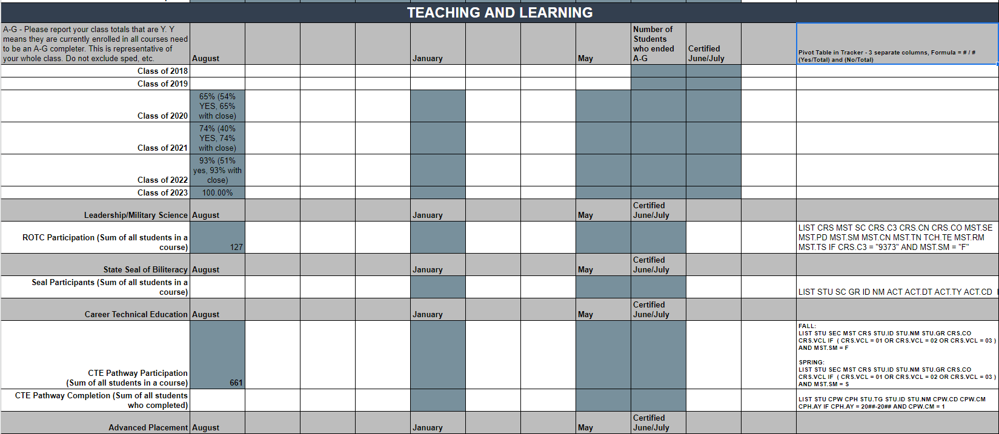 TEACHING AND LEARNING
A-G - Please report your class totals that are Y. Y
means they are currently enrolled in all courses need
to be an A-G completer. This is representative of
your whole class. Do not exclude sped, etc.
August
January
May
Number of
Students
who ended
A-G
Certified
June/July
Pivot Table in Tracker - 3 separate columns, Formula = # / #
(Yes/Total) and (No/Total)
Class of 2018
Class of 2019
Class of 2020
65% (54%
YES, 65%
with close)
Class of 2021
74% (40%
YES, 74%
with close)
Class of 2022
93% (51%
yes, 93% with
close)
Class of 2023
100.00%
Leadership/Military Science
August
January
May
Certified
June/July
ROTC Participation (Sum of all students in a
course)
127
LIST CRS MST SC CRS.C3 CRS.CN CRS.CO MST.SE
MST.PD MST.SM MST.CN MST.TN TCH.TE MST.RM
MST.TS IF CRS.C3 = "9373" AND MST.SM = "F"
State Seal of Biliteracy
August
January
May
Certified
June/July
Seal Participants (Sum of all students in a
course)
LIST STU SC GR ID NM ACT ACT.DT ACT.TY ACT.CD
Career Technical Education
August
January
May
Certified
June/July
CTE Pathway Participation
(Sum of all students in a course)
661
FALL:
LIST STU SEC MST CRS STU.ID STU.NM STU.GR CRS.CO
CRS.VCL IF ( CRS.VCL = 01 OR CRS.VCL = 02 OR CRS.VCL = 03 )
AND MST.SM = F
SPRING:
LIST STU SEC MST CRS STU.ID STU.NM STU.GR CRS.CO
CRS.VCL IF ( CRS.VCL = 01 OR CRS.VCL = 02 OR CRS.VCL = 03 )
AND MST.SM = S
CTE Pathway Completion (Sum of all students
who completed)
LIST STU CPW CPH STU.TG STU.ID STU.NM CPW.CD CPW.CM
CPH.AY IF CPH.AY = 20##-20## AND CPW.CM = 1
Advanced Placement
August
January
May
Certified
June/July